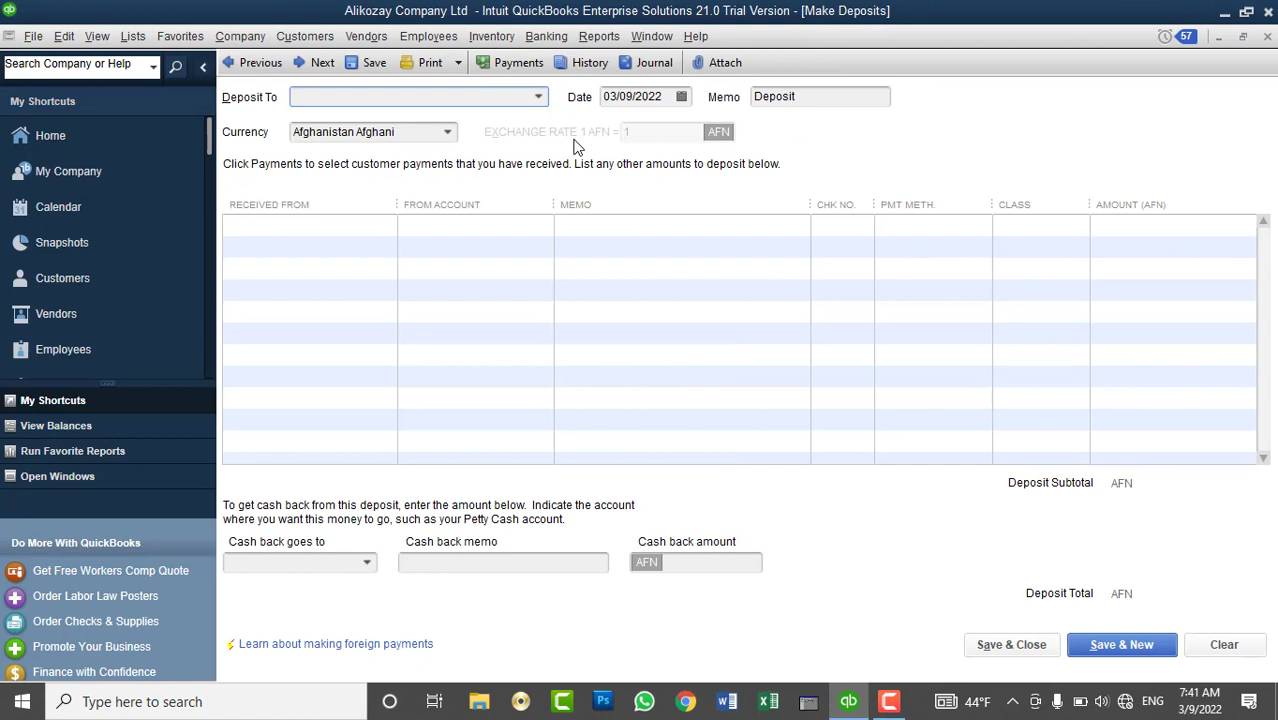 Alikozay Company Ltd - Intuit QuickBooks Enterprise Solutions 21.0 Trial Version - [Make Deposits]
File Edit View Lists Favorites Company Customers Vendors Employees Inventory Banking Reports Window Help 57
Search Company or Help
Previous Next Save Print Payments History Journal Attach
My Shortcuts
Home
My Company
Calendar
Snapshots
Customers
Vendors
Employees
My Shortcuts
View Balances
Run Favorite Reports
Open Windows
Do More With QuickBooks
Get Free Workers Comp Quote
Order Labor Law Posters
Order Checks & Supplies
Promote Your Business
Finance with Confidence
Deposit To Date 03/09/2022 Memo Deposit
Currency Afghanistan Afghani EXCHANGE RATE 1 AFN = 1 AFN
Click Payments to select customer payments that you have received. List any other amounts to deposit below.
RECEIVED FROM FROM ACCOUNT MEMO CHK NO. PMT METH. CLASS AMOUNT (AFN)
Deposit Subtotal AFN
To get cash back from this deposit, enter the amount below. Indicate the account
where you want this money to go, such as your Petty Cash account.
Cash back goes to Cash back memo Cash back amount
AFN
Deposit Total AFN
Learn about making foreign payments
Save & Close Save & New Clear
Type here to search
44°F ENG 7:41 AM
3/9/2022